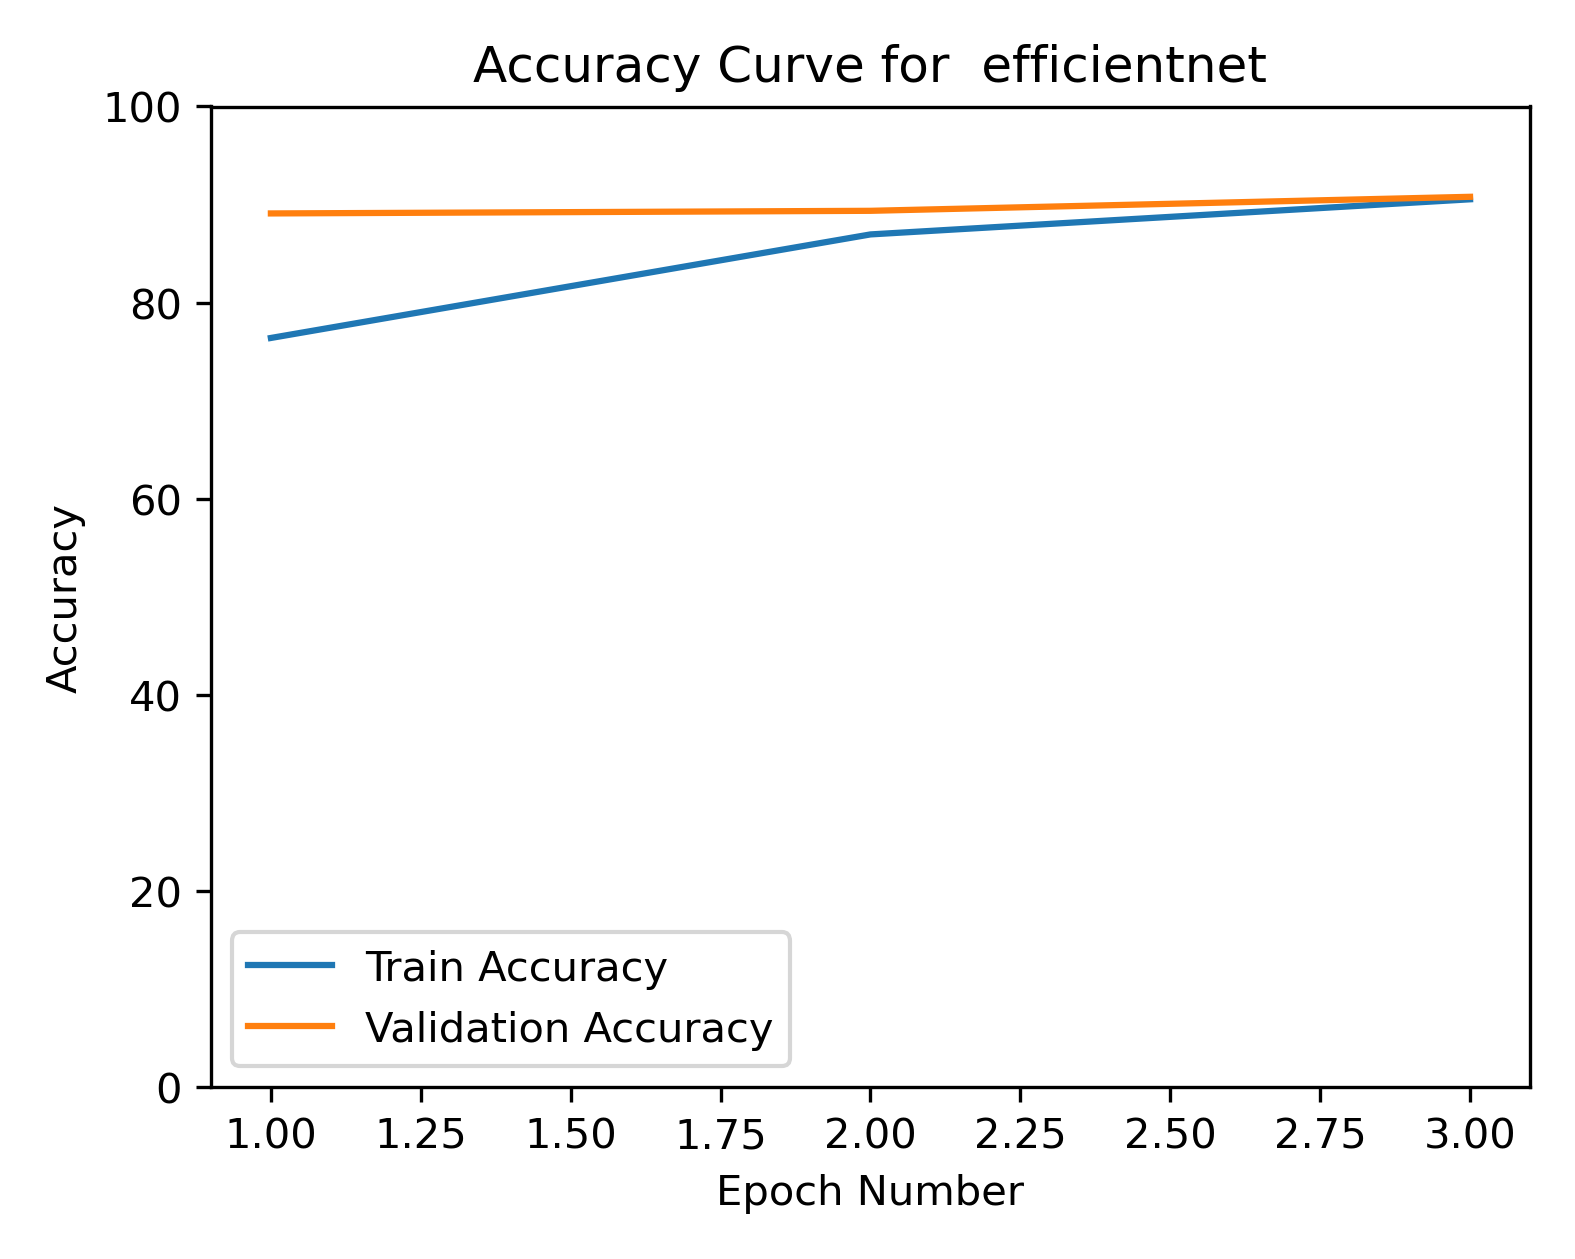 Accuracy Curve for  efficientnet
100
80
60
40
20
0
Accuracy
Train Accuracy
Validation Accuracy
1.00 1.25 1.50 1.75 2.00 2.25 2.50 2.75 3.00
Epoch Number